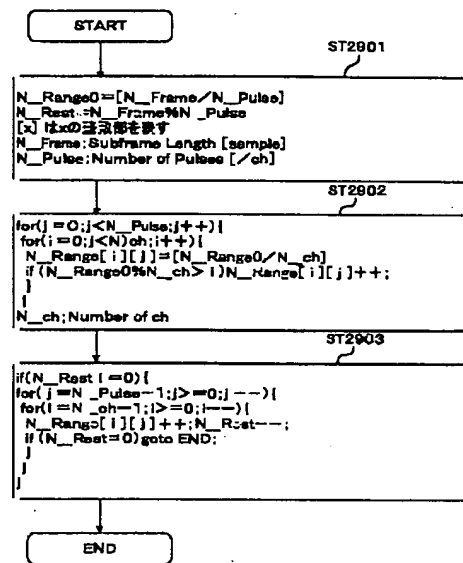 START
ST2901
N_Range0=[N_Frame/N_Pulse]
N_Rest=N_Frame%N_Pulse
[x] はxの整数部を表す
N_Frame;Subframe Length [sample]
N_Pulse;Number of Pulses [/ch]
ST2902
for(j=0;j<N_Pulse;j++){
for(i=0;j<N)ch;i++){
N_Range[i][j]=[N_Range0/N_ch]
if(N_Range0%N_ch>i)N_Range[i][j]++;
}
}
N_ch;Number of ch
ST2903
if(N_Rest!=0){
for(j=N_Pulse-1;j>=0;j--){
for(i=N_ch-1;i>=0;i--){
N_Range[i][j]++;N_Rest--;
if(N_Rest=0)goto END;
}
}
}
END